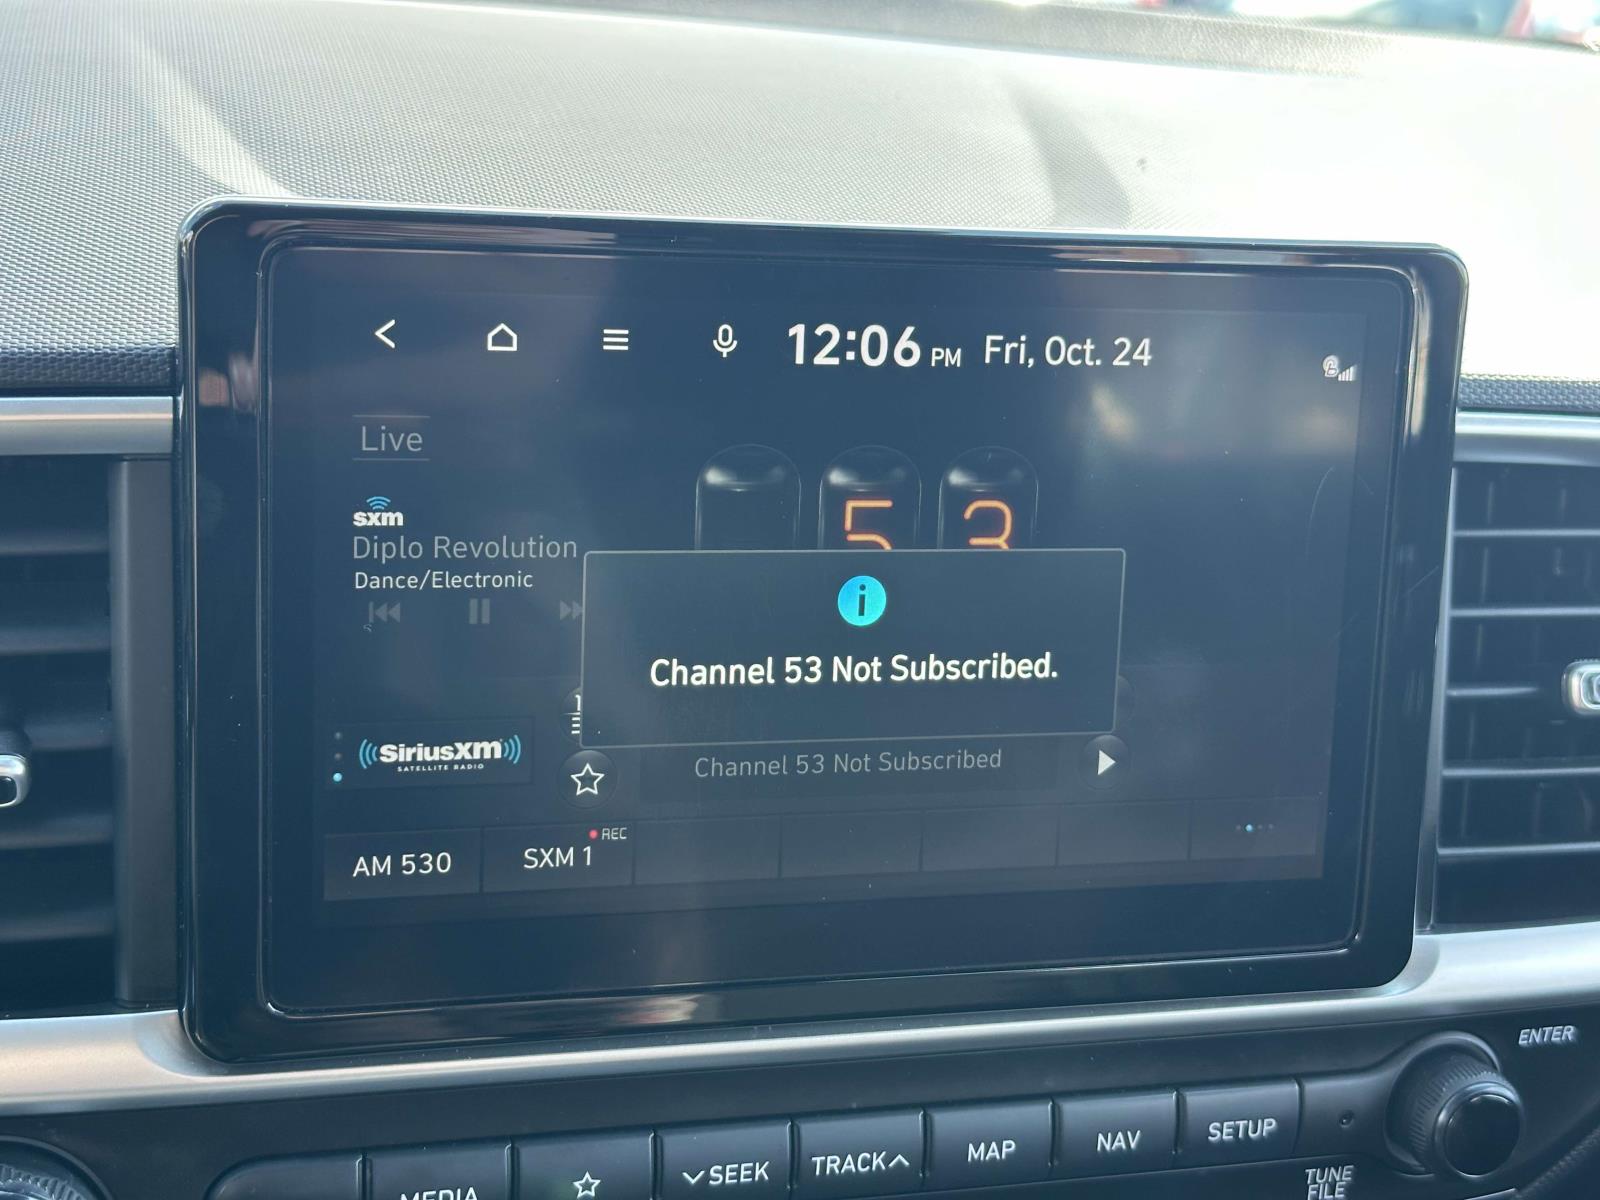 12:06 PM Fri, Oct. 24
Live
sxm
Diplo Revolution
Dance/Electronic
53
Channel 53 Not Subscribed.
SiriusXM
SATELLITE RADIO
Channel 53 Not Subscribed
AM 530
SXM 1
REC
ENTER
MEDIA
SEEK
TRACK
MAP
NAV
SETUP
TUNE
FILE